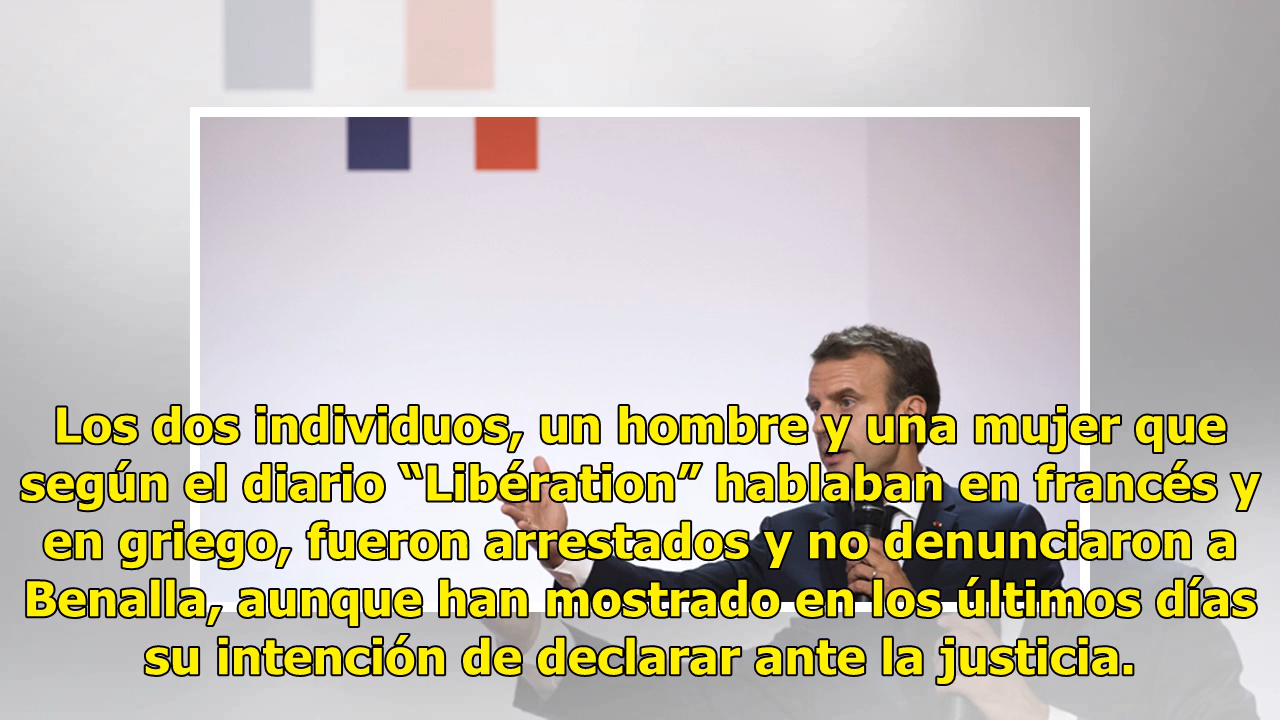 Los dos individuos, un hombre y una mujer que
según el diario “Libération” hablaban en francés y
en griego, fueron arrestados y no denunciaron a
Benalla, aunque han mostrado en los últimos días
su intención de declarar ante la justicia.